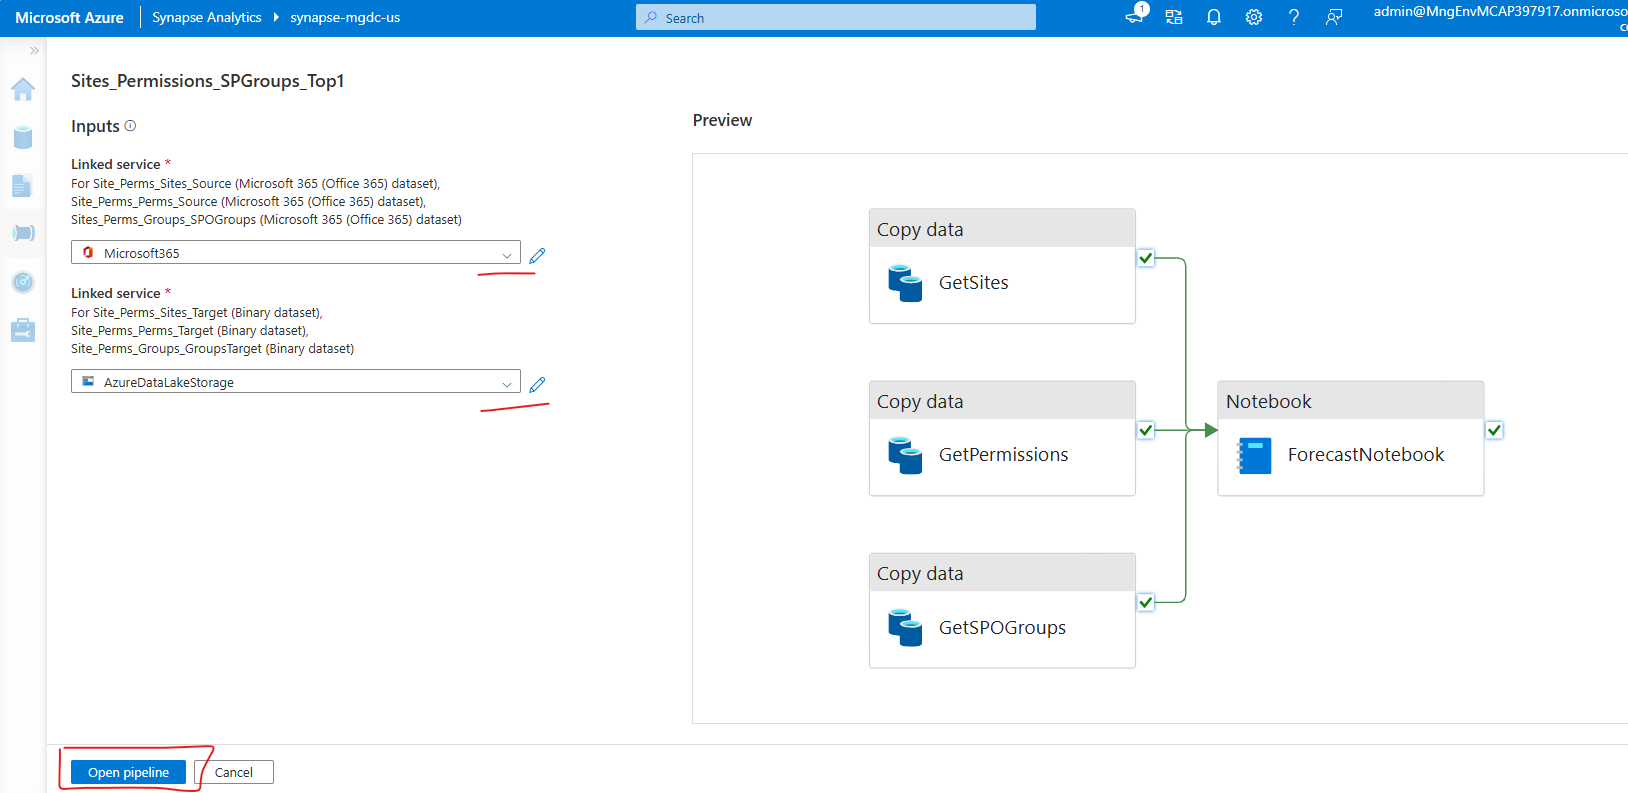 Microsoft Azure
Synapse Analytics
synapse-mgdc-us
Search
1
admin@MngEnvMCAP397917.onmicroso
Sites_Permissions_SPGroups_Top1
Inputs
Linked service *
For Site_Perms_Sites_Source (Microsoft 365 (Office 365) dataset),
Site_Perms_Perms_Source (Microsoft 365 (Office 365) dataset),
Sites_Perms_Groups_SPOGroups (Microsoft 365 (Office 365) dataset)
Microsoft365
Linked service *
For Site_Perms_Sites_Target (Binary dataset),
Site_Perms_Perms_Target (Binary dataset),
Site_Perms_Groups_GroupsTarget (Binary dataset)
AzureDataLakeStorage
Open pipeline
Cancel
Preview
Copy data
GetSites
Copy data
GetPermissions
Copy data
GetSPOGroups
Notebook
ForecastNotebook